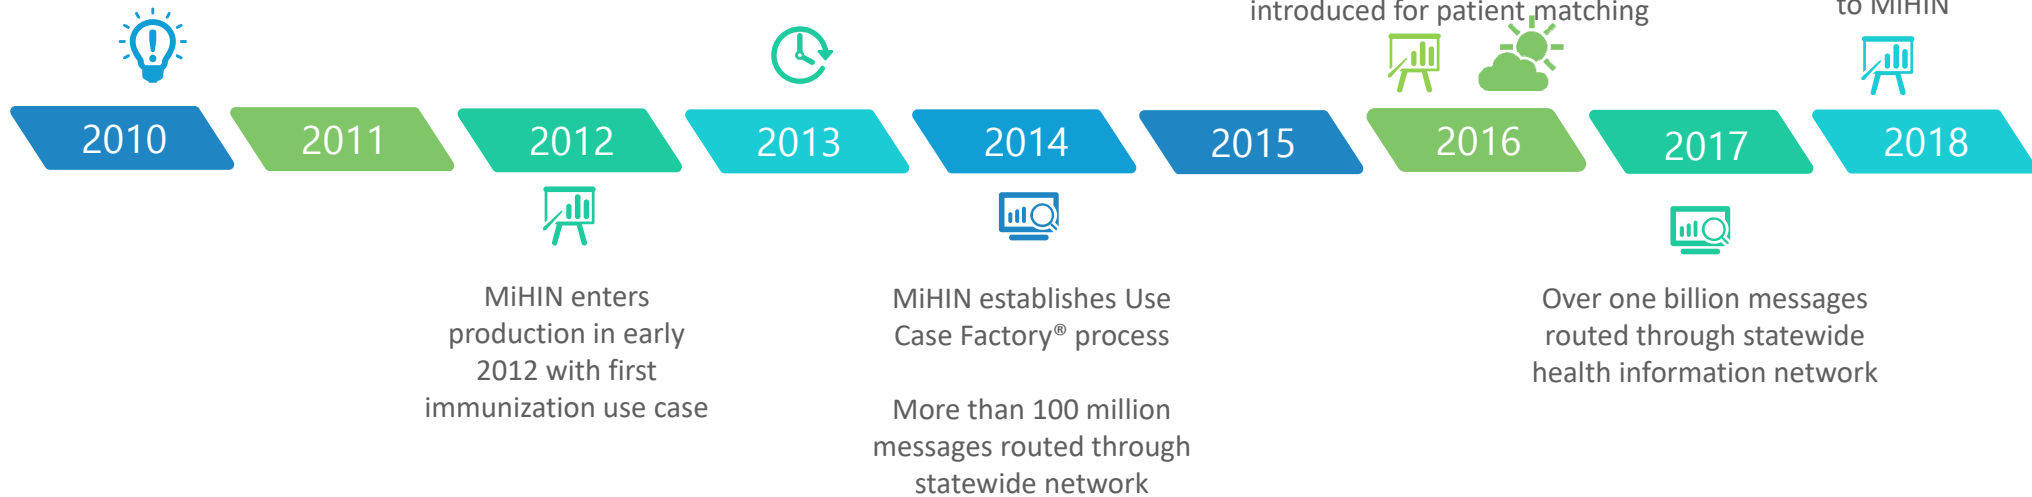 introduced for patient matching
to MiHIN
2010
2011
2012
2013
2014
2015
2016
2017
2018
MiHIN enters
production in early
2012 with first
immunization use case
MiHIN establishes Use
Case Factory® process
More than 100 million
messages routed through
statewide network
Over one billion messages
routed through statewide
health information network